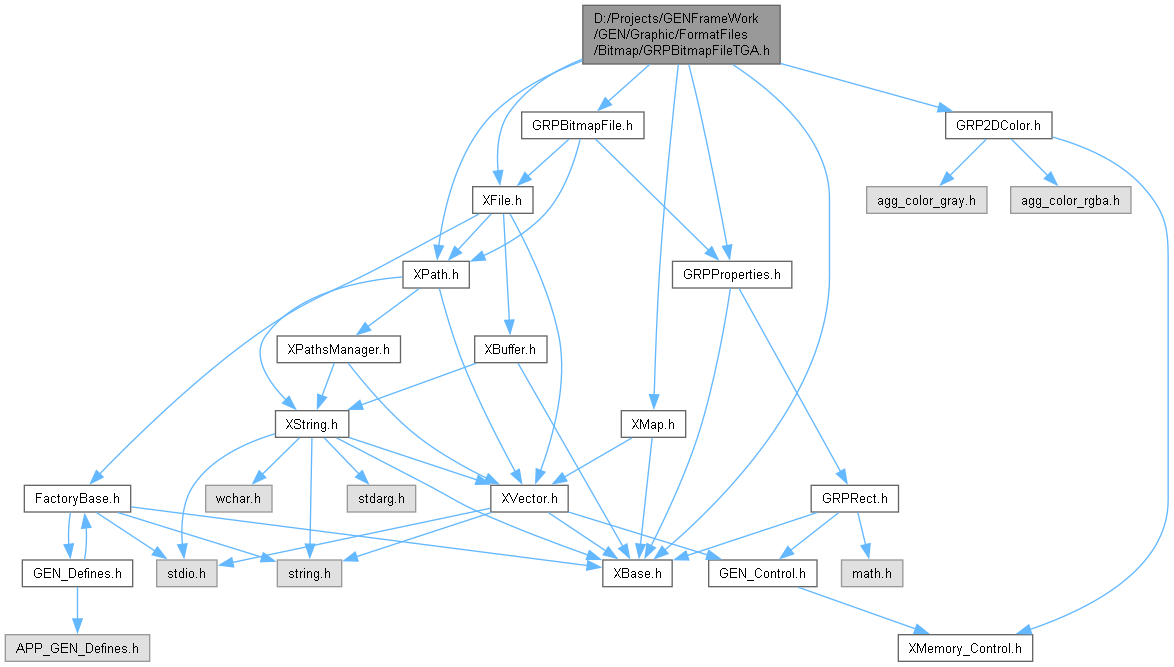 D:/Projects/GENFrameWork
/GEN/Graphic/FormatFiles
/Bitmap/GRPBitmapFileTGA.h
GRPBitmapFile.h
GRP2DColor.h
XFile.h
agg_color_gray.h
agg_color_rgba.h
XPath.h
GRPProperties.h
XPathsManager.h
XBuffer.h
XString.h
XMap.h
FactoryBase.h
wchar.h
stdarg.h
XVector.h
GRPRect.h
GEN_Defines.h
stdio.h
string.h
XBase.h
GEN_Control.h
math.h
APP_GEN_Defines.h
XMemory_Control.h